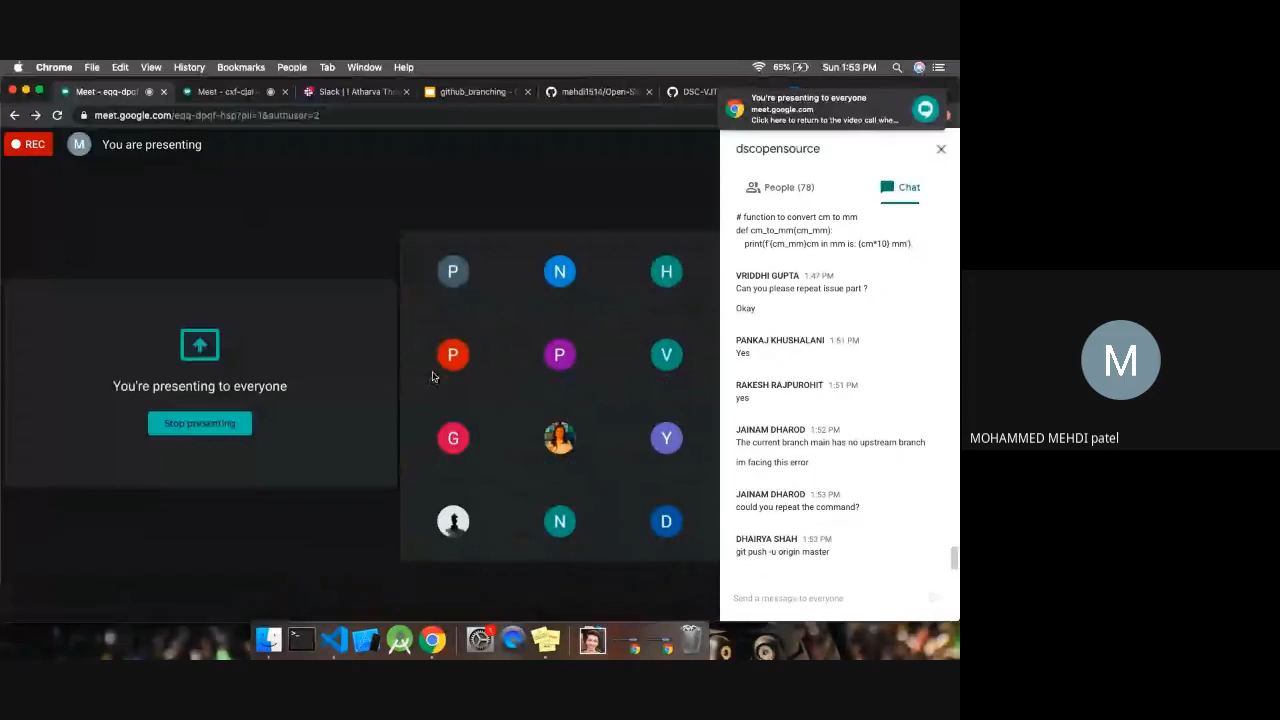 Chrome File Edit View History Bookmarks People Tab Window Help 65% Sun 1:53 PM
Meet - eqq-dpqf Meet - cxf-cjai - Slack | 1 Atharva Tho github_branching - mehdi1514/Open-S DSC-VJT
meet.google.com/eqq-dpqf-hsp?pli=1&authuser=2
You're presenting to everyone
meet.google.com
Click here to return to the video call whe...
REC M You are presenting
dscopensource
People (78) Chat
# function to convert cm to mm
def cm_to_mm(cm_mm):
print(f'{cm_mm}cm in mm is: {cm*10} mm').
VRIDDHI GUPTA 1:47 PM
Can you please repeat issue part ?
Okay
PANKAJ KHUSHALANI 1:51 PM
Yes
RAKESH RAJPUROHIT 1:51 PM
yes
JAINAM DHAROD 1:52 PM
The current branch main has no upstream branch
im facing this error
JAINAM DHAROD 1:53 PM
could you repeat the command?
DHAIRYA SHAH 1:53 PM
git push -u origin master
Send a message to everyone
You're presenting to everyone
Stop presenting
P N H
P P V
G Y
N D
M
MOHAMMED MEHDI patel